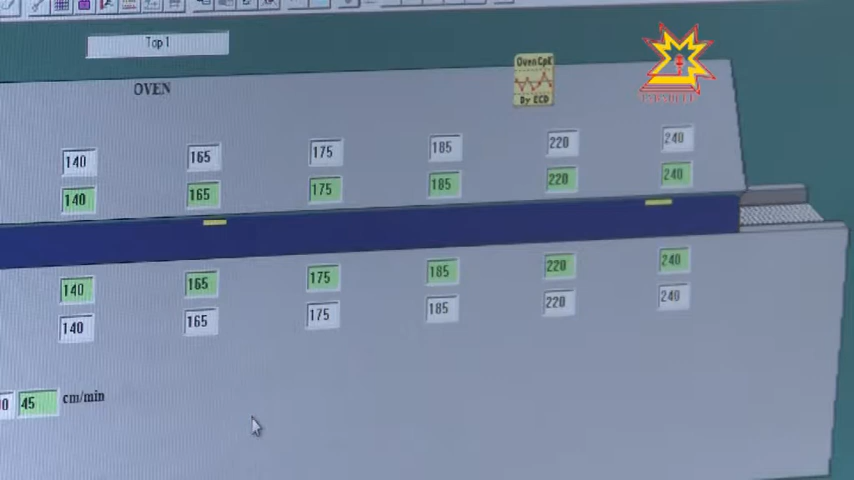 Top 1
OVEN
OvenCpK
By ECD
140 165 175 185 220 240
140 165 175 185 220 240
140 165 175 185 220 240
140 165 175 185 220 240
45 cm/min